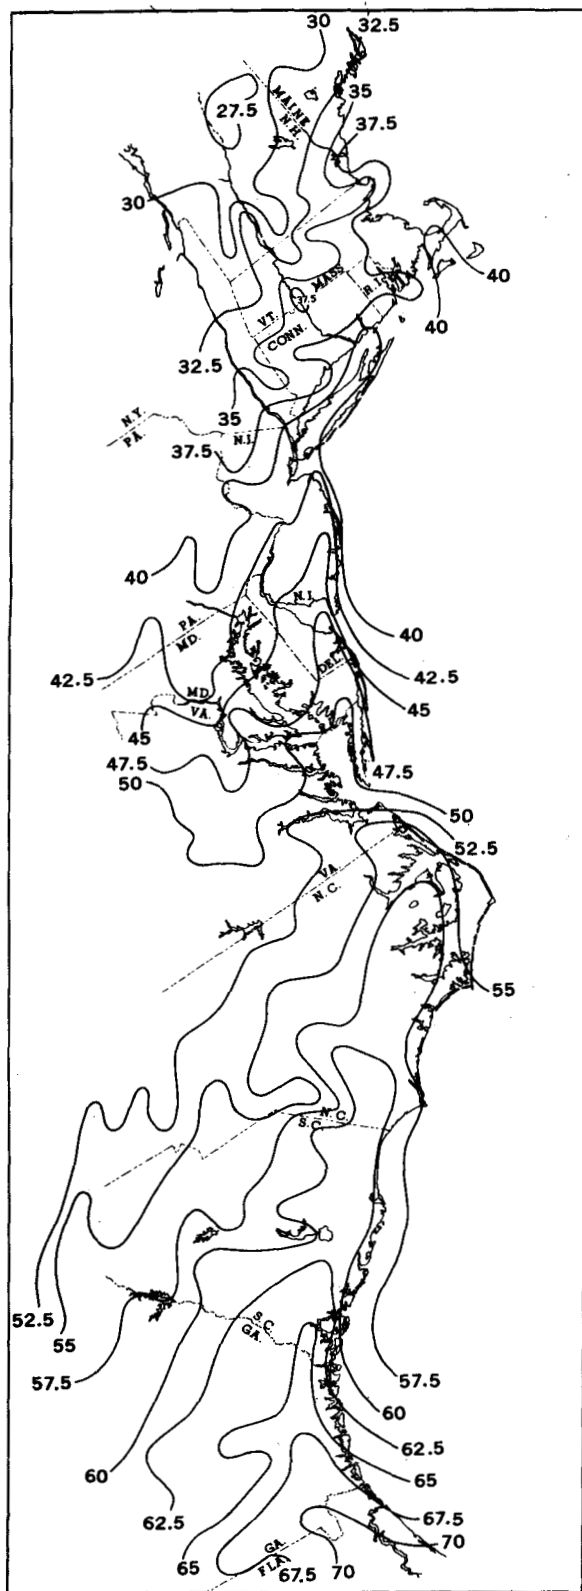 30
32.5
27.5
MAINE
N.H.
35
37.5
30
40
MASS
R.I.
37.5
40
VT.
CONN.
32.5
35
N.Y.
PA.
N.J.
37.5
40
N.J.
PA.
MD.
40
DEL
42.5
42.5
MD.
VA.
45
45
47.5
47.5
50
50
52.5
VA.
N.C.
55
N.C.
S.C.
52.5
55
57.5
S.C.
GA.
57.5
60
60
62.5
62.5
65
65
67.5
GA.
FLA.
67.5
70
70